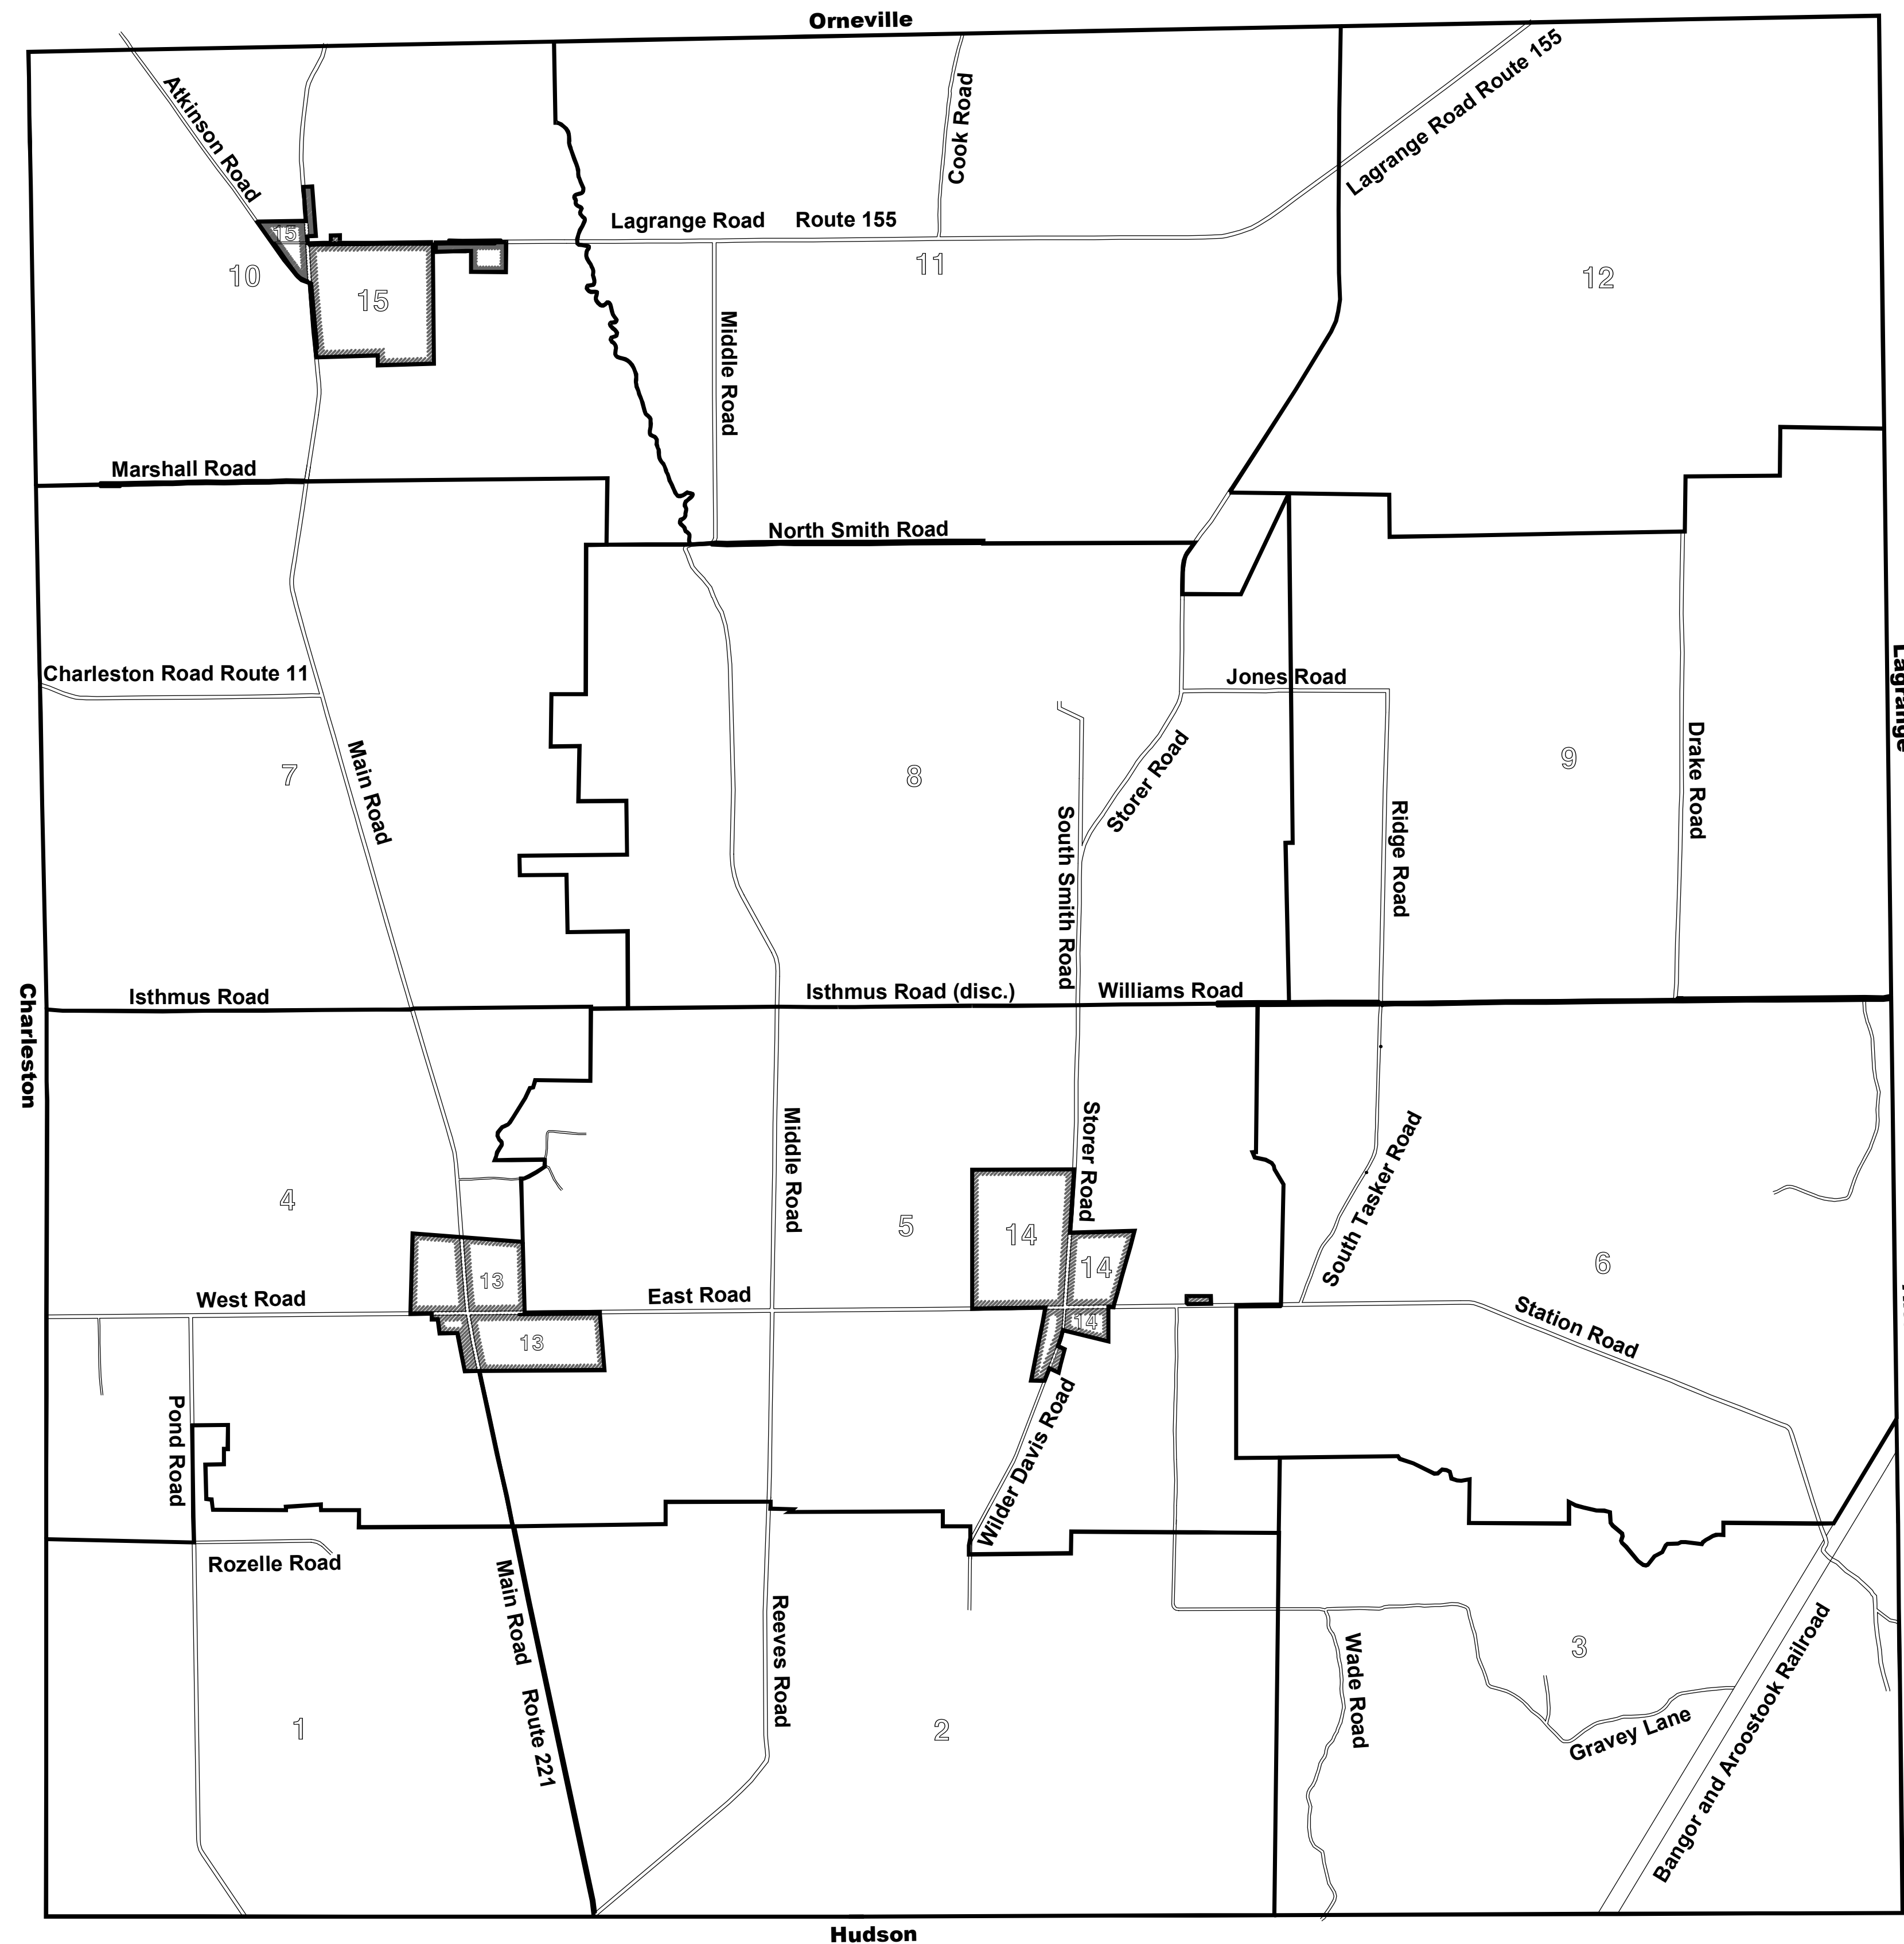 Orneville
Atkinson Road
Cook Road
Lagrange Road Route 155
Lagrange Road Route 155
15
10
11
12
15
Middle Road
Marshall Road
North Smith Road
Lagrange
Charleston Road Route 11
Jones Road
Main Road
Storer Road
Drake Road
7
8
9
South Smith Road
Ridge Road
Charleston
Isthmus Road
Isthmus Road (disc.)
Williams Road
Middle Road
Storer Road
South Tasker Road
4
5
14
14
6
13
West Road
East Road
Station Road
14
13
Pond Road
Wilder Davis Road
Rozelle Road
Main Road Route 221
Reeves Road
Wade Road
3
Gravey Lane
Bangor and Aroostook Railroad
1
2
Hudson